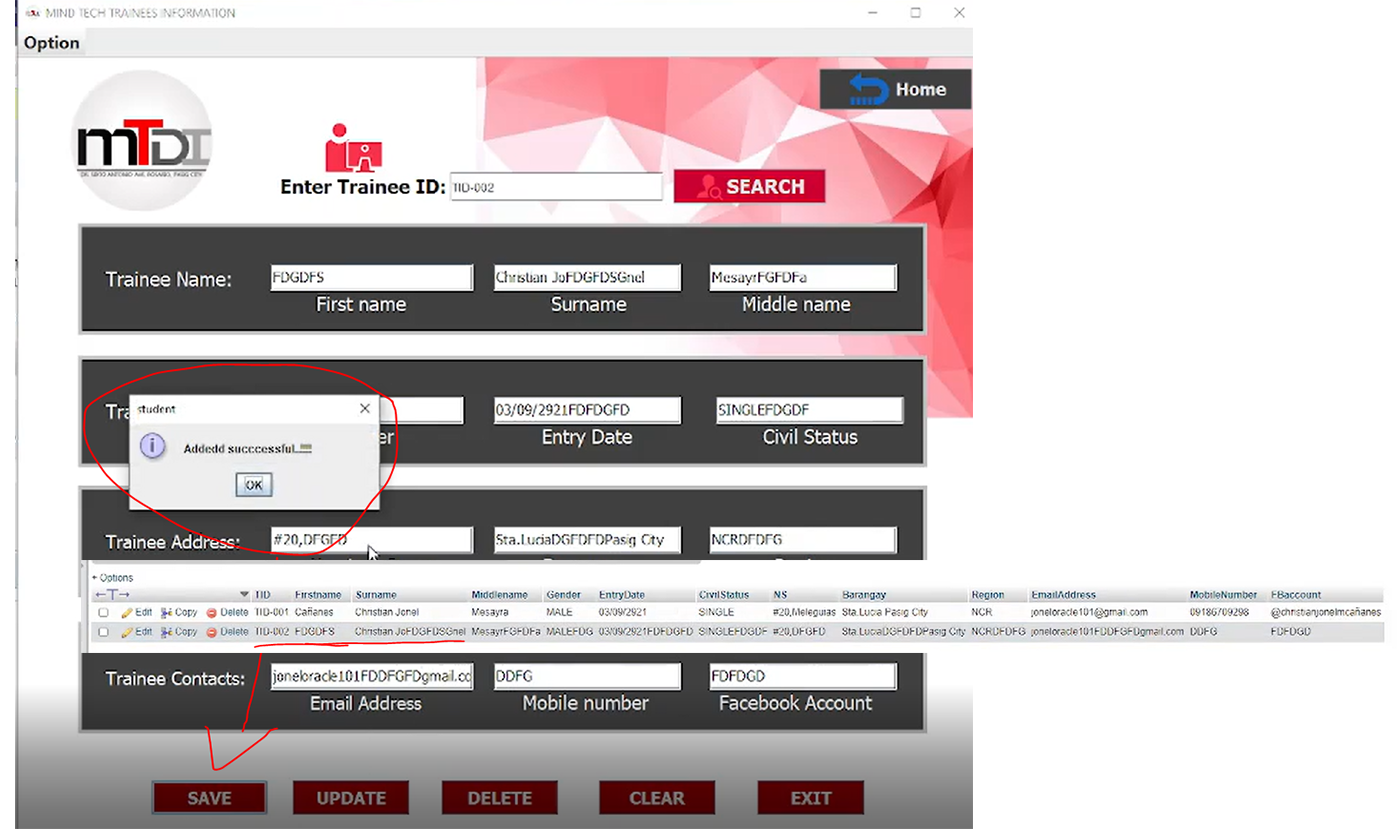 MIND TECH TRAINEES INFORMATION
Option
Home
mTDI
DR. SIXTO ANTONIO AVE. ROSARIO, PASIG CITY
Enter Trainee ID: TID-002 SEARCH
Trainee Name: FDGDFS Christian JoFDGFDSGnel MesayrFGFDFa
First name Surname Middle name
student
Tra 03/09/2921FDFDGFD SINGLEFDGDF
er Entry Date Civil Status
Addedd succcessful
OK
Trainee Address: #20,DFGFD Sta.LuciaDGFDFDPasig City NCRDFDFG
+ Options
←T→ TID Firstname Surname Middlename Gender EntryDate CivilStatus NS Barangay Region EmailAddress MobileNumber FBaccount
Edit Copy Delete TID-001 Cañanes Christian Jonel Mesayra MALE 03/09/2921 SINGLE #20,Meleguas Sta.Lucia Pasig City NCR joneloracle101@gmail.com 09186709298 @christianjonelmcañanes
Edit Copy Delete TID-002 FDGDFS Christian JoFDGFDSGnel MesayrFGFDFa MALEFDG 03/09/2921FDFDGFD SINGLEFDGDF #20,DFGFD Sta.LuciaDGFDFDPasig City NCRDFDFG joneloracle101FDDFGFDgmail.com DDFG FDFDGD
Trainee Contacts: joneloracle101FDDFGFDgmail.co DDFG FDFDGD
Email Address Mobile number Facebook Account
SAVE UPDATE DELETE CLEAR EXIT